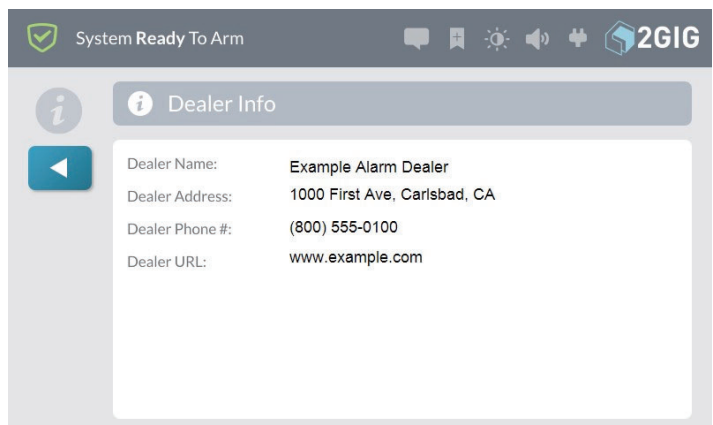 System Ready To Arm
2GIG
Dealer Info
Dealer Name: Example Alarm Dealer
Dealer Address: 1000 First Ave, Carlsbad, CA
Dealer Phone #: (800) 555-0100
Dealer URL: www.example.com